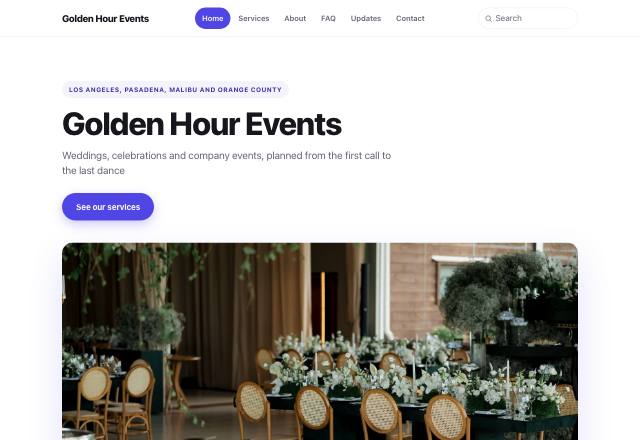 Golden Hour Events
Home Services About FAQ Updates Contact
Search
LOS ANGELES, PASADENA, MALIBU AND ORANGE COUNTY
Golden Hour Events
Weddings, celebrations and company events, planned from the first call to
the last dance
See our services